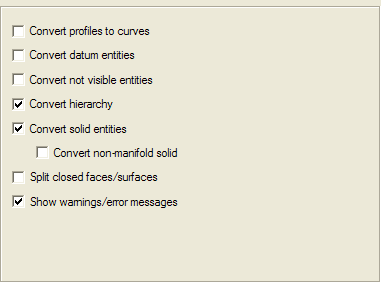 Convert profiles to curves
Convert datum entities
Convert not visible entities
Convert hierarchy
Convert solid entities
Convert non-manifold solid
Split closed faces/surfaces
Show warnings/error messages